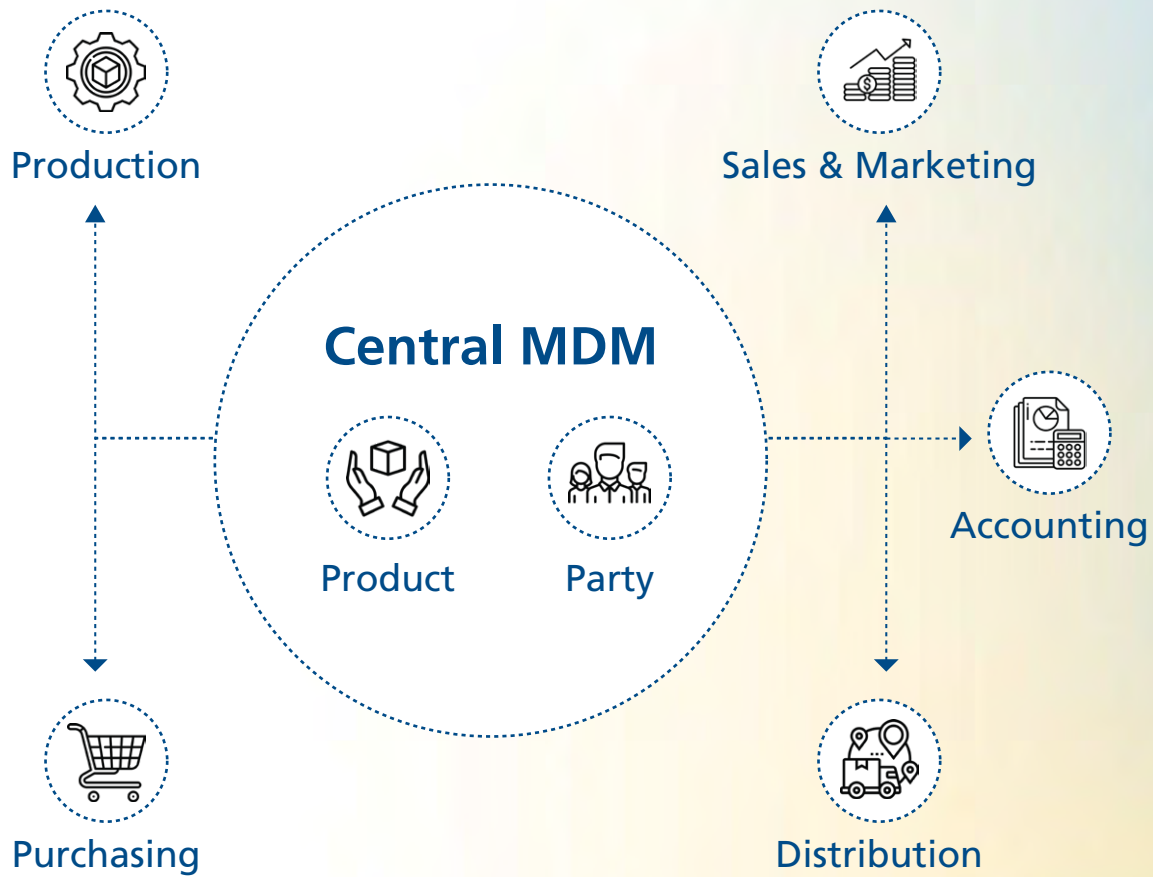 Production
Sales & Marketing
Central MDM
Product
Party
Accounting
Purchasing
Distribution